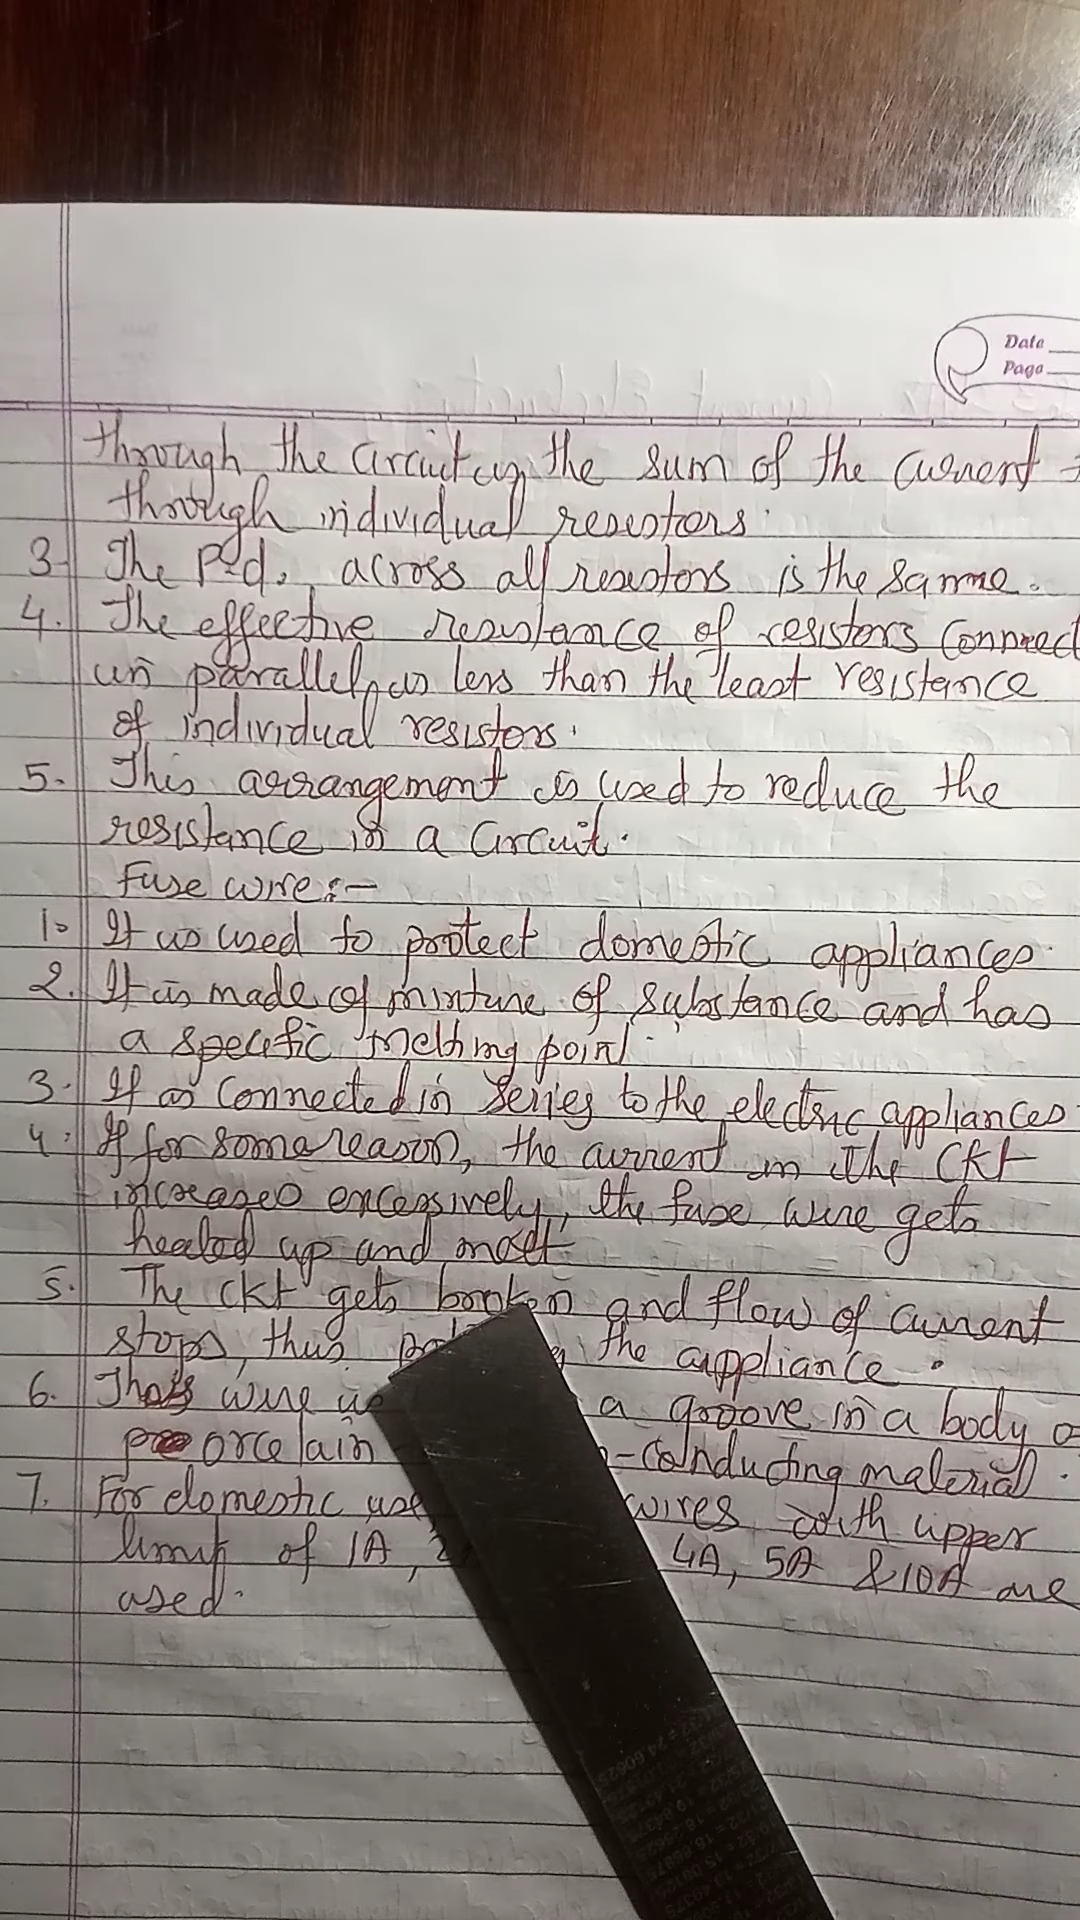 Date
Page
through the circuit is the sum of the current
through individual resistors.
3. The P.d. across all resistors is the same.
4. The effective resistance of resistors connect
in parallel is less than the least resistance
of individual resistors.
5. This arrangement is used to reduce the
resistance in a circuit.
Fuse wire :-
1. It is used to protect domestic appliances.
2. It is made of mixture of substance and has
a specific melting point.
3. It is connected in series to the electric appliances
4. If for some reason, the current in the ckt
increases excessively, the fuse wire gets
heated up and melt
5. The ckt gets broken and flow of current
stops, thus the appliance.
6. wire a groove in a body o
porcelain -conducting material.
7. For domestic use wires with upper
limit of 1A, 4A, 5A & 10A are
used.